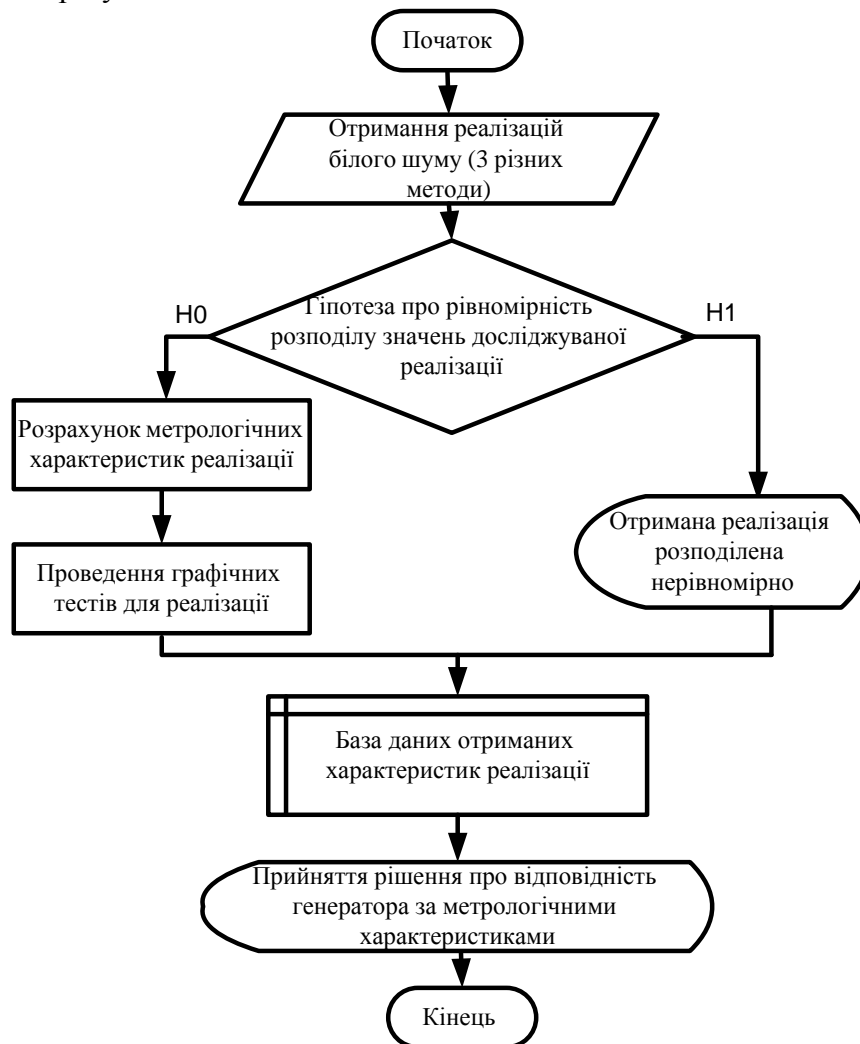 Початок
Отримання реалізацій
білого шуму (3 різних
методи)
Гіпотеза про рівномірність
розподілу значень досліджуваної
реалізації
H0
H1
Розрахунок метрологічних
характеристик реалізації
Отримана реалізація
розподілена
нерівномірно
Проведення графічних
тестів для реалізації
База даних отриманих
характеристик реалізації
Прийняття рішення про відповідність
генератора за метрологічними
характеристиками
Кінець